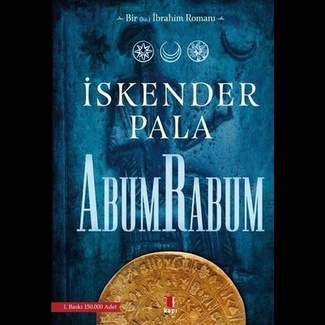 Bir (hz.) İbrahim Romanı
İSKENDER
PALA
ABUMRABUM
1. Baskı 150.000 Adet
kapı